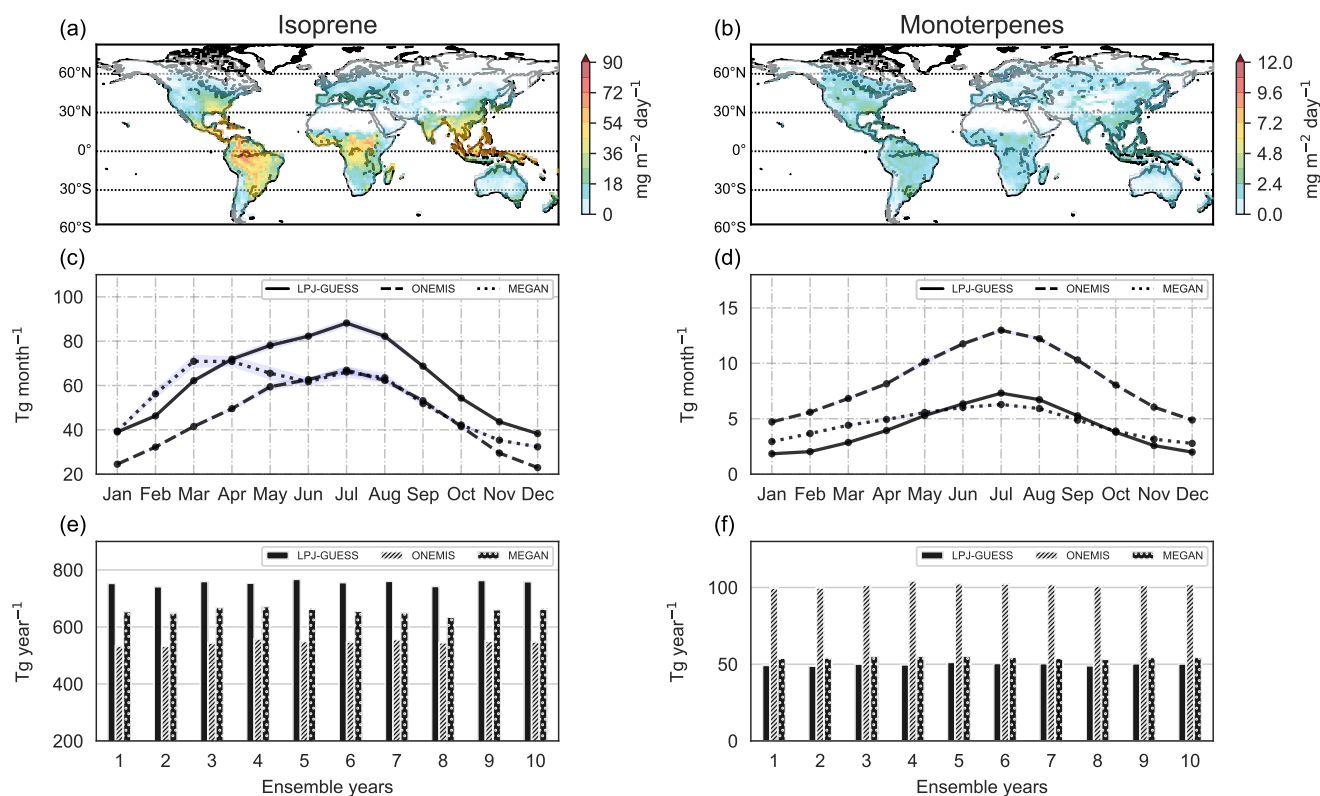 (a) Isoprene
60°N
30°N
0°
30°S
60°S
90
72
54
36
18
0
mg m⁻² day⁻¹
(b) Monoterpenes
60°N
30°N
0°
30°S
60°S
12.0
9.6
7.2
4.8
2.4
0.0
mg m⁻² day⁻¹
(c)
LPJ-GUESS ONEMIS MEGAN
Tg month⁻¹
100
80
60
40
20
Jan Feb Mar Apr May Jun Jul Aug Sep Oct Nov Dec
(d)
LPJ-GUESS ONEMIS MEGAN
Tg month⁻¹
15
10
5
0
Jan Feb Mar Apr May Jun Jul Aug Sep Oct Nov Dec
(e)
LPJ-GUESS ONEMIS MEGAN
Tg year⁻¹
800
600
400
200
1 2 3 4 5 6 7 8 9 10
Ensemble years
(f)
LPJ-GUESS ONEMIS MEGAN
Tg year⁻¹
100
50
0
1 2 3 4 5 6 7 8 9 10
Ensemble years